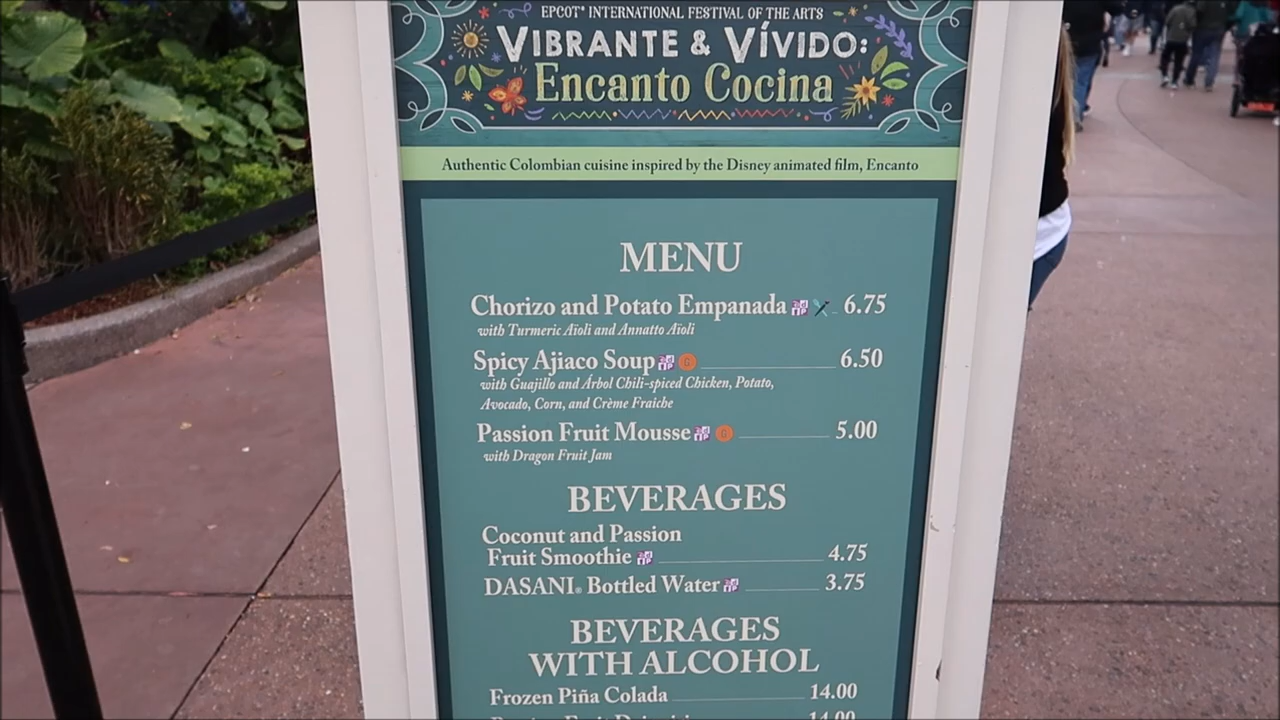 EPCOT® INTERNATIONAL FESTIVAL OF THE ARTS
VIBRANTE & VÍVIDO:
Encanto Cocina
Authentic Colombian cuisine inspired by the Disney animated film, Encanto
MENU
Chorizo and Potato Empanada 6.75
with Turmeric Aïoli and Annatto Aïoli
Spicy Ajiaco Soup 6.50
with Guajillo and Árbol Chili-spiced Chicken, Potato,
Avocado, Corn, and Crème Fraiche
Passion Fruit Mousse 5.00
with Dragon Fruit Jam
BEVERAGES
Coconut and Passion
Fruit Smoothie 4.75
DASANI® Bottled Water 3.75
BEVERAGES
WITH ALCOHOL
Frozen Piña Colada 14.00
14.00